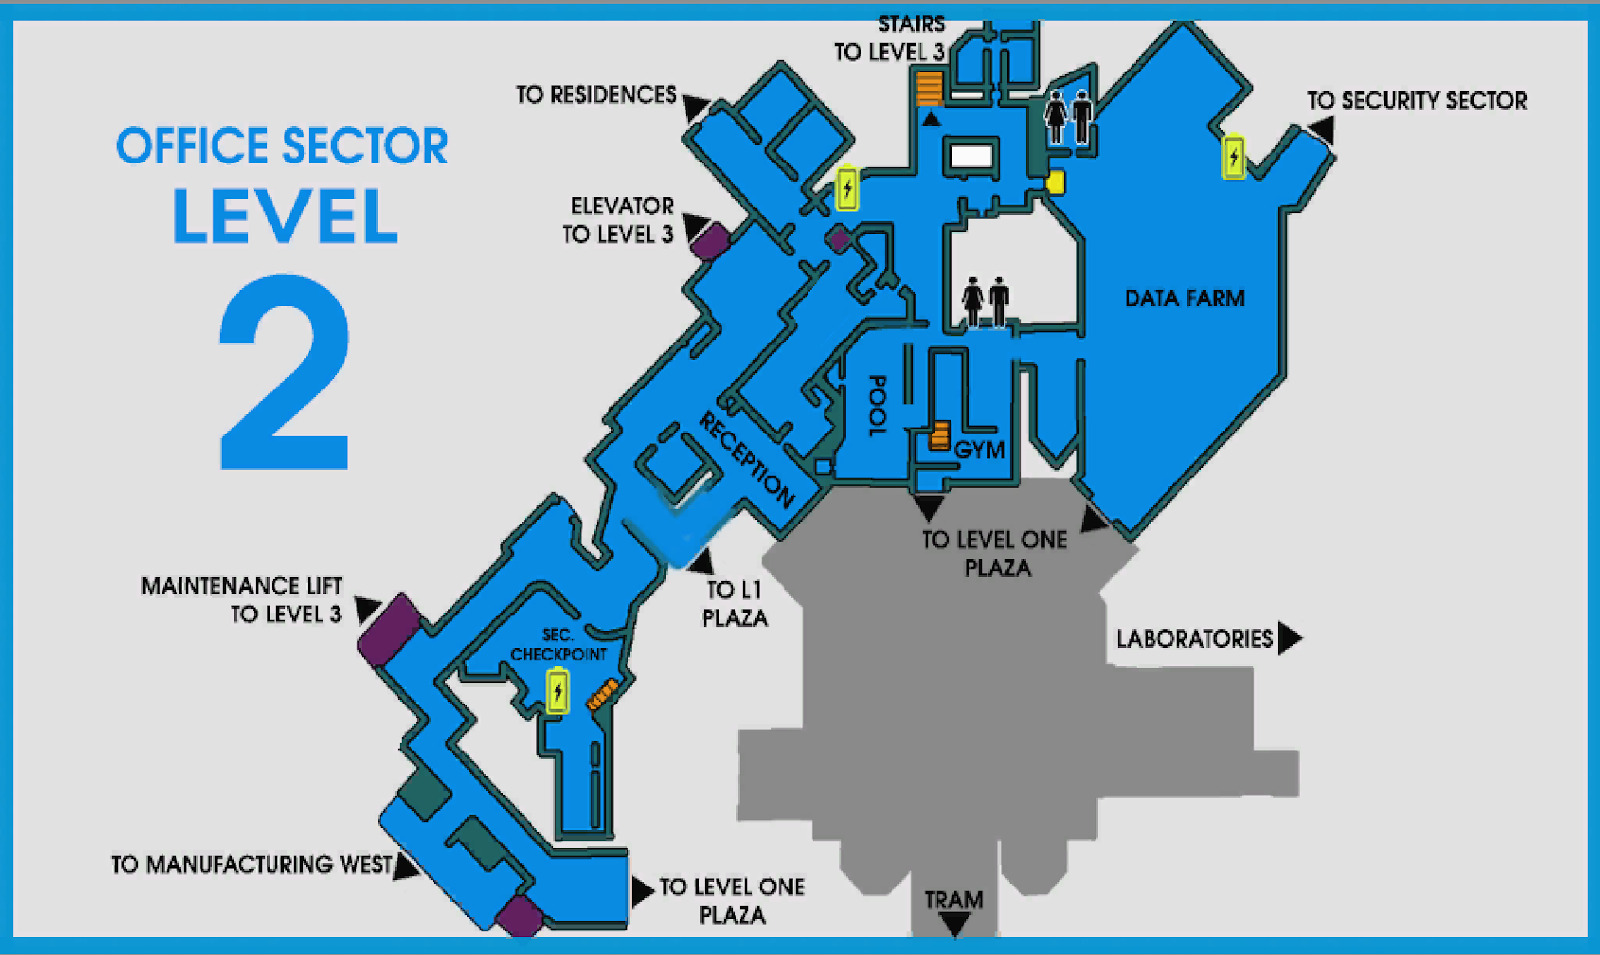 STAIRS
TO LEVEL 3
TO RESIDENCES
TO SECURITY SECTOR
OFFICE SECTOR
LEVEL
2
ELEVATOR
TO LEVEL 3
DATA FARM
POOL
RECEPTION
GYM
TO LEVEL ONE
PLAZA
MAINTENANCE LIFT
TO LEVEL 3
TO L1
PLAZA
SEC.
CHECKPOINT
LABORATORIES
TO MANUFACTURING WEST
TO LEVEL ONE
PLAZA
TRAM